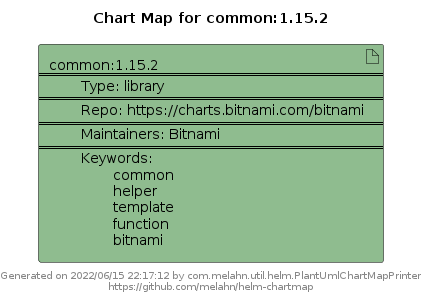 Chart Map for common:1.15.2
common:1.15.2
Type: library
Repo: https://charts.bitnami.com/bitnami
Maintainers: Bitnami
Keywords:
common
helper
template
function
bitnami
Generated on 2022/06/15 22:17:12 by com.melahn.util.helm.PlantUmlChartMapPrinter
https://github.com/melahn/helm-chartmap